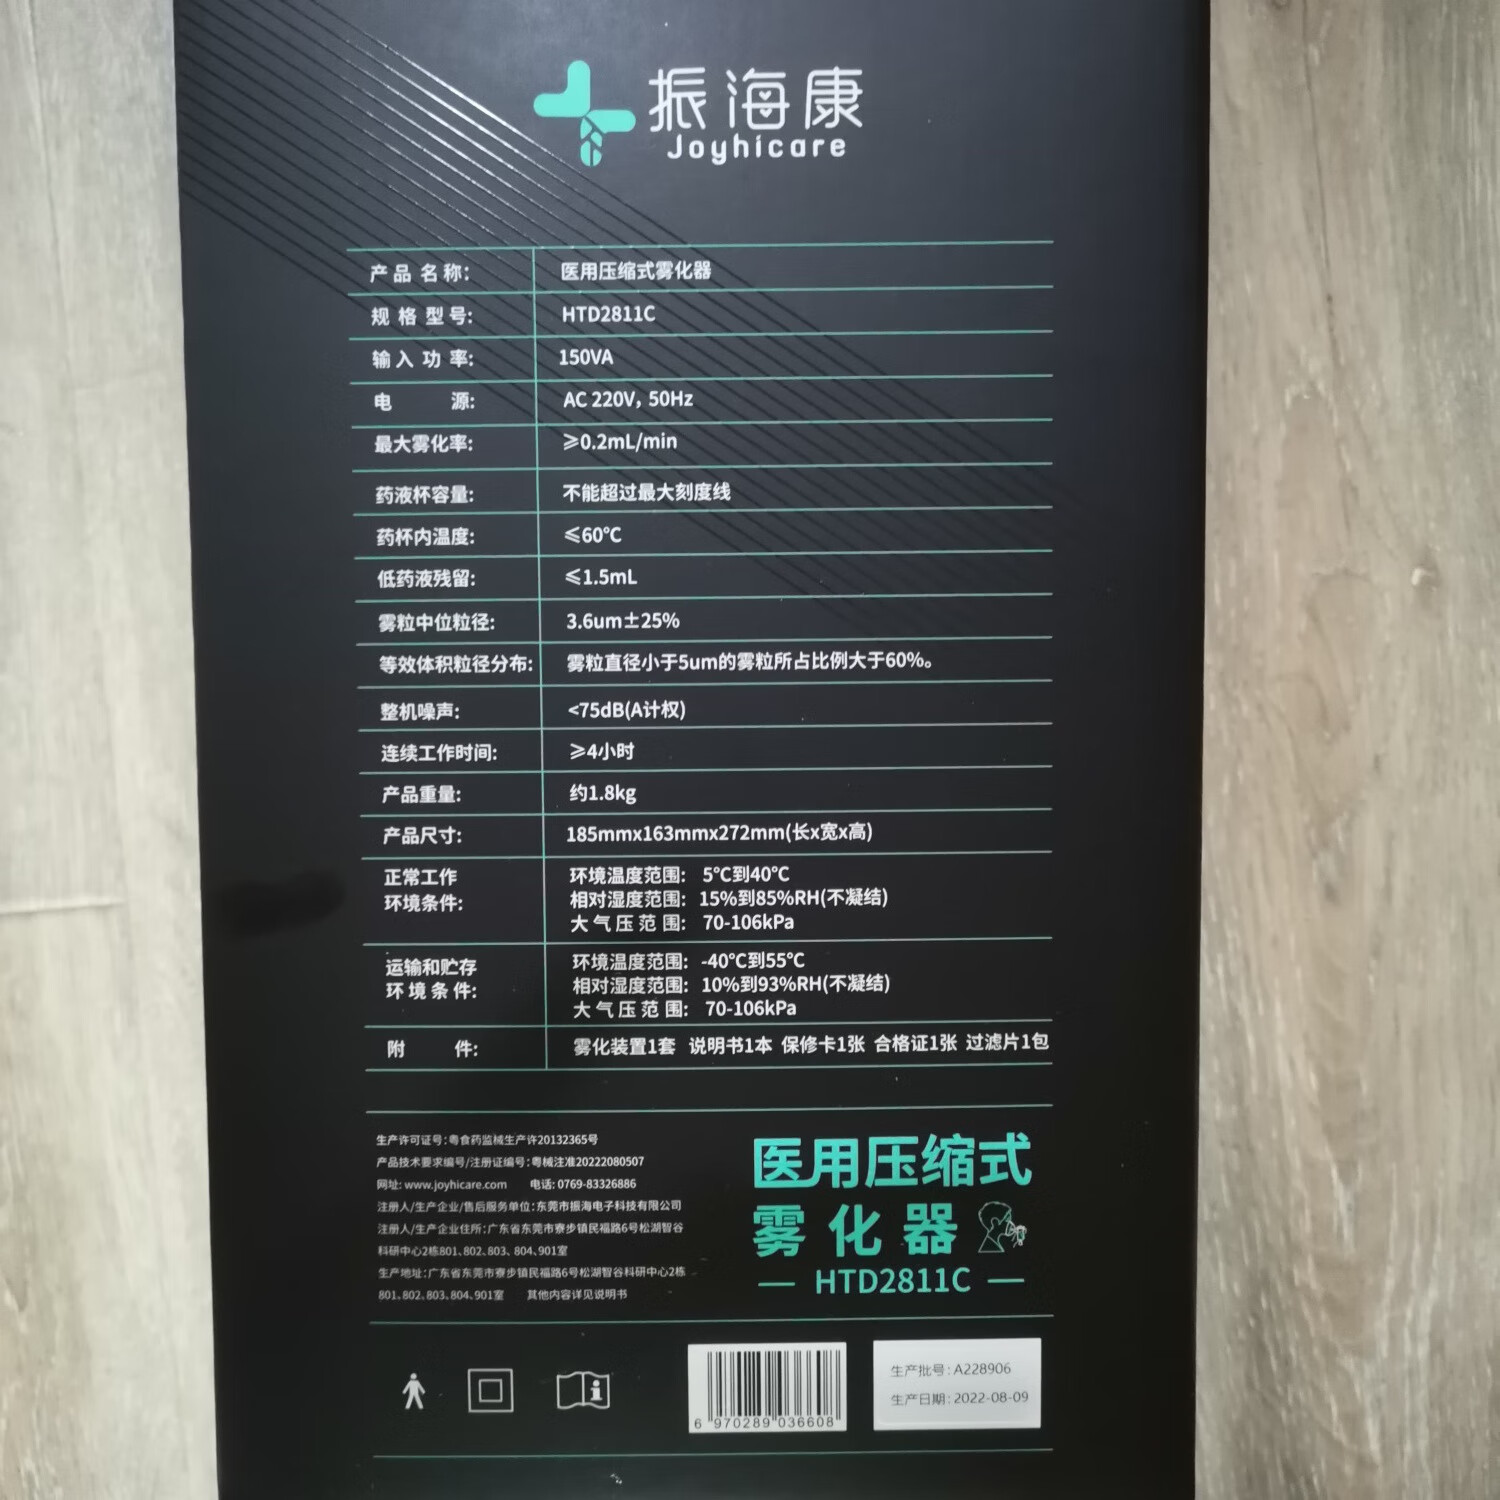 振海康
Joyhicare
产品名称: 医用压缩式雾化器
规格型号: HTD2811C
输入功率: 150VA
电源: AC 220V, 50Hz
最大雾化率: ≥0.2mL/min
药液杯容量: 不能超过最大刻度线
药杯内温度: ≤60℃
低药液残留: ≤1.5mL
雾粒中位粒径: 3.6um±25%
等效体积粒径分布: 雾粒直径小于5um的雾粒所占比例大于60%。
整机噪声: <75dB(A计权)
连续工作时间: ≥4小时
产品重量: 约1.8kg
产品尺寸: 185mmx163mmx272mm(长x宽x高)
正常工作
环境条件:
环境温度范围: 5℃到40℃
相对湿度范围: 15%到85%RH(不凝结)
大气压范围: 70-106kPa
运输和贮存
环境条件:
环境温度范围: -40℃到55℃
相对湿度范围: 10%到93%RH(不凝结)
大气压范围: 70-106kPa
附件: 雾化装置1套 说明书1本 保修卡1张 合格证1张 过滤片1包
生产许可证号:粤食药监械生产许20132365号
产品技术要求编号/注册证编号:粤械注准20222080507
网址: www.joyhicare.com 电话: 0769-83326886
注册人/生产企业/售后服务单位:东莞市振海电子科技有限公司
注册人/生产企业住所:广东省东莞市寮步镇民福路6号松湖智谷
科研中心2栋801、802、803、804、901室
生产地址:广东省东莞市寮步镇民福路6号松湖智谷科研中心2栋
801、802、803、804、901室 其他内容详见说明书
医用压缩式
雾化器
HTD2811C
6 970289 036608
生产批号: A228906
生产日期: 2022-08-09